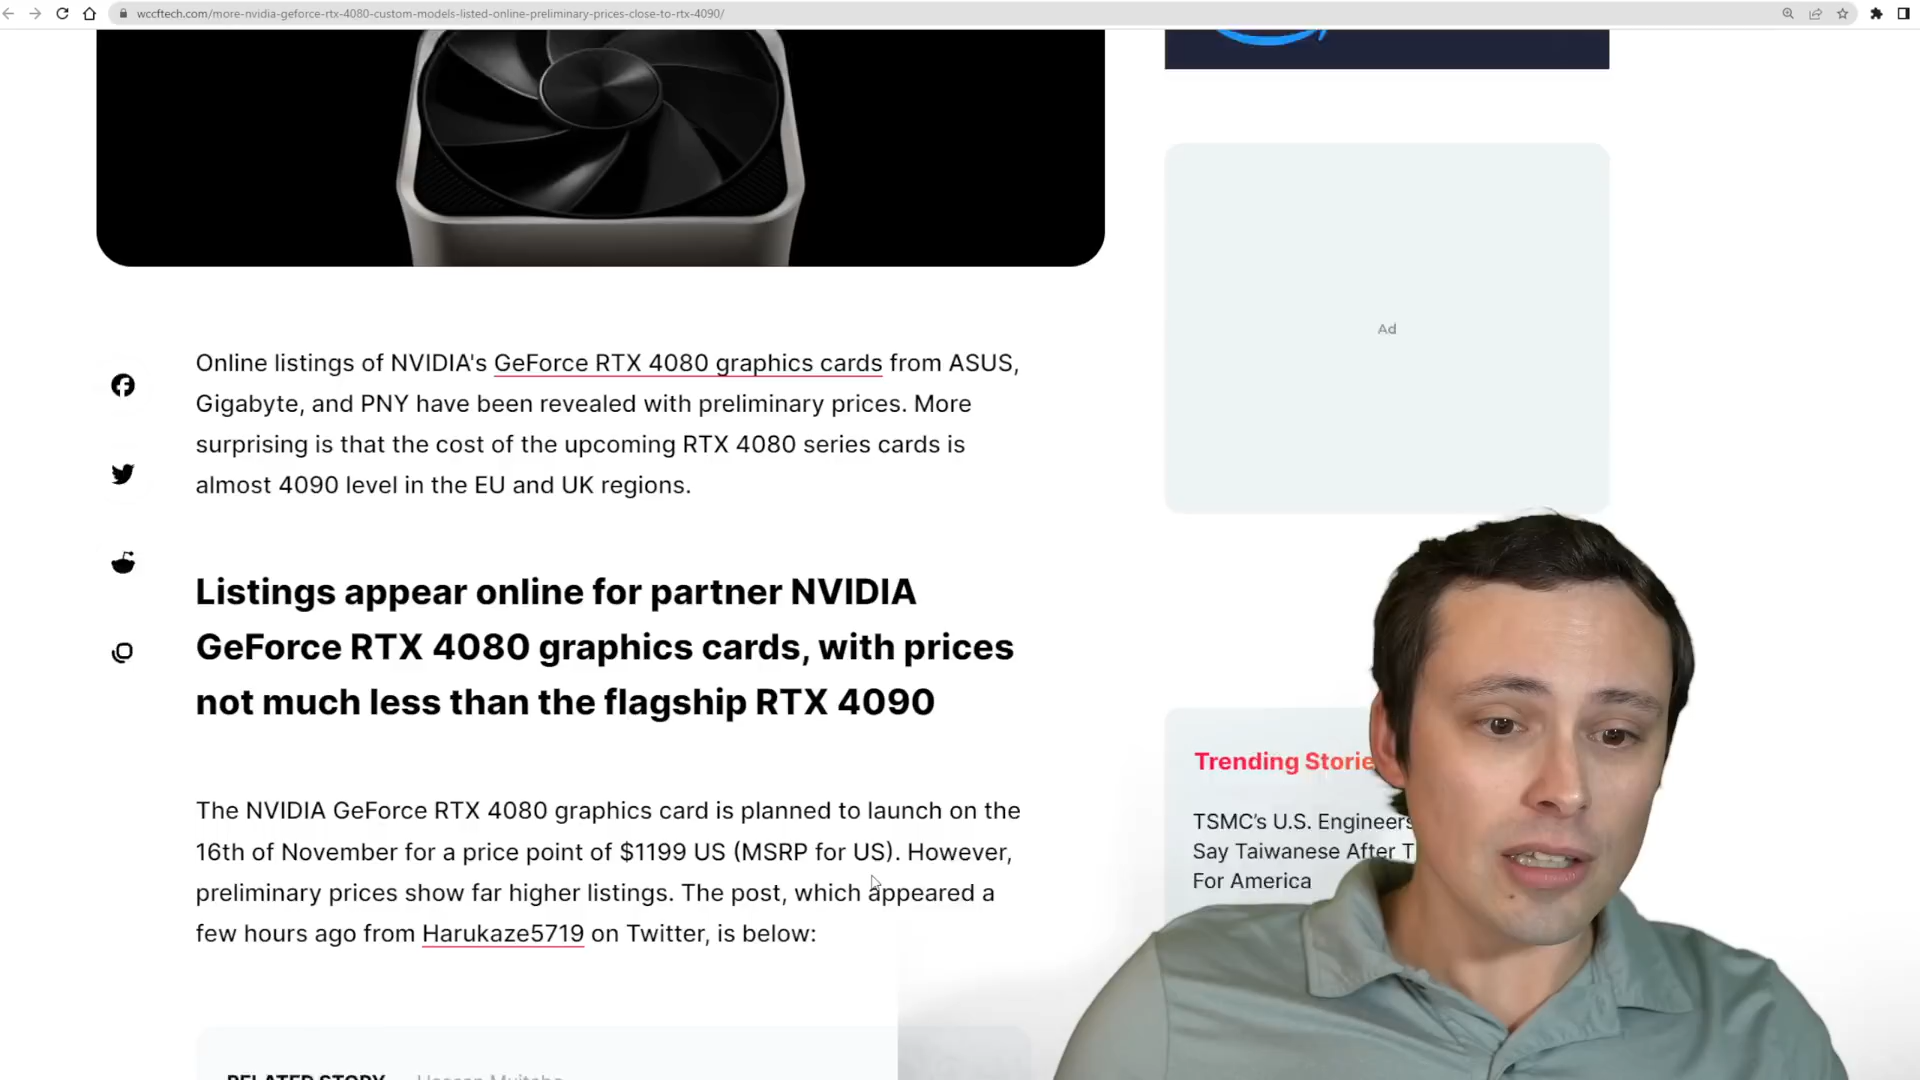 wccftech.com/more-nvidia-geforce-rtx-4080-custom-models-listed-online-preliminary-prices-close-to-rtx-4090/
Ad
Online listings of NVIDIA's GeForce RTX 4080 graphics cards from ASUS,
Gigabyte, and PNY have been revealed with preliminary prices. More
surprising is that the cost of the upcoming RTX 4080 series cards is
almost 4090 level in the EU and UK regions.
Listings appear online for partner NVIDIA
GeForce RTX 4080 graphics cards, with prices
not much less than the flagship RTX 4090
The NVIDIA GeForce RTX 4080 graphics card is planned to launch on the
16th of November for a price point of $1199 US (MSRP for US). However,
preliminary prices show far higher listings. The post, which appeared a
few hours ago from Harukaze5719 on Twitter, is below:
Trending Storie
TSMC's U.S. Engineers
Say Taiwanese After T
For America
RELATED STORY